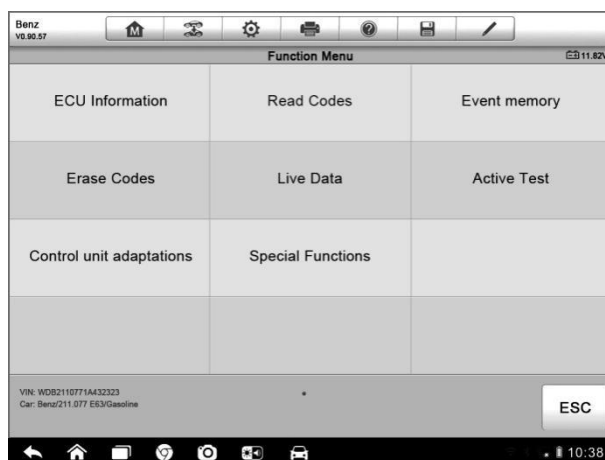 Benz
V0.90.57
M
Function Menu
11.82V
ECU Information
Read Codes
Event memory
Erase Codes
Live Data
Active Test
Control unit adaptations
Special Functions
VIN: WDB2110771A432323
Car: Benz/211.077 E63/Gasoline
ESC
10:38